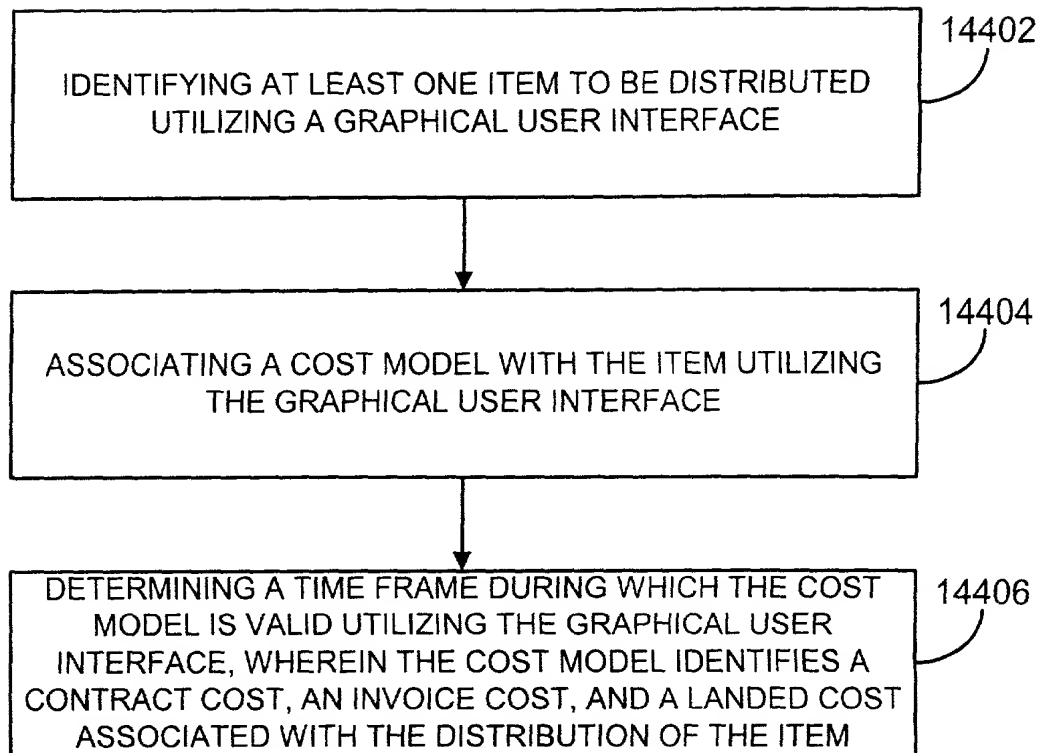 14402
IDENTIFYING AT LEAST ONE ITEM TO BE DISTRIBUTED
UTILIZING A GRAPHICAL USER INTERFACE
14404
ASSOCIATING A COST MODEL WITH THE ITEM UTILIZING
THE GRAPHICAL USER INTERFACE
14406
DETERMINING A TIME FRAME DURING WHICH THE COST
MODEL IS VALID UTILIZING THE GRAPHICAL USER
INTERFACE, WHEREIN THE COST MODEL IDENTIFIES A
CONTRACT COST, AN INVOICE COST, AND A LANDED COST
ASSOCIATED WITH THE DISTRIBUTION OF THE ITEM